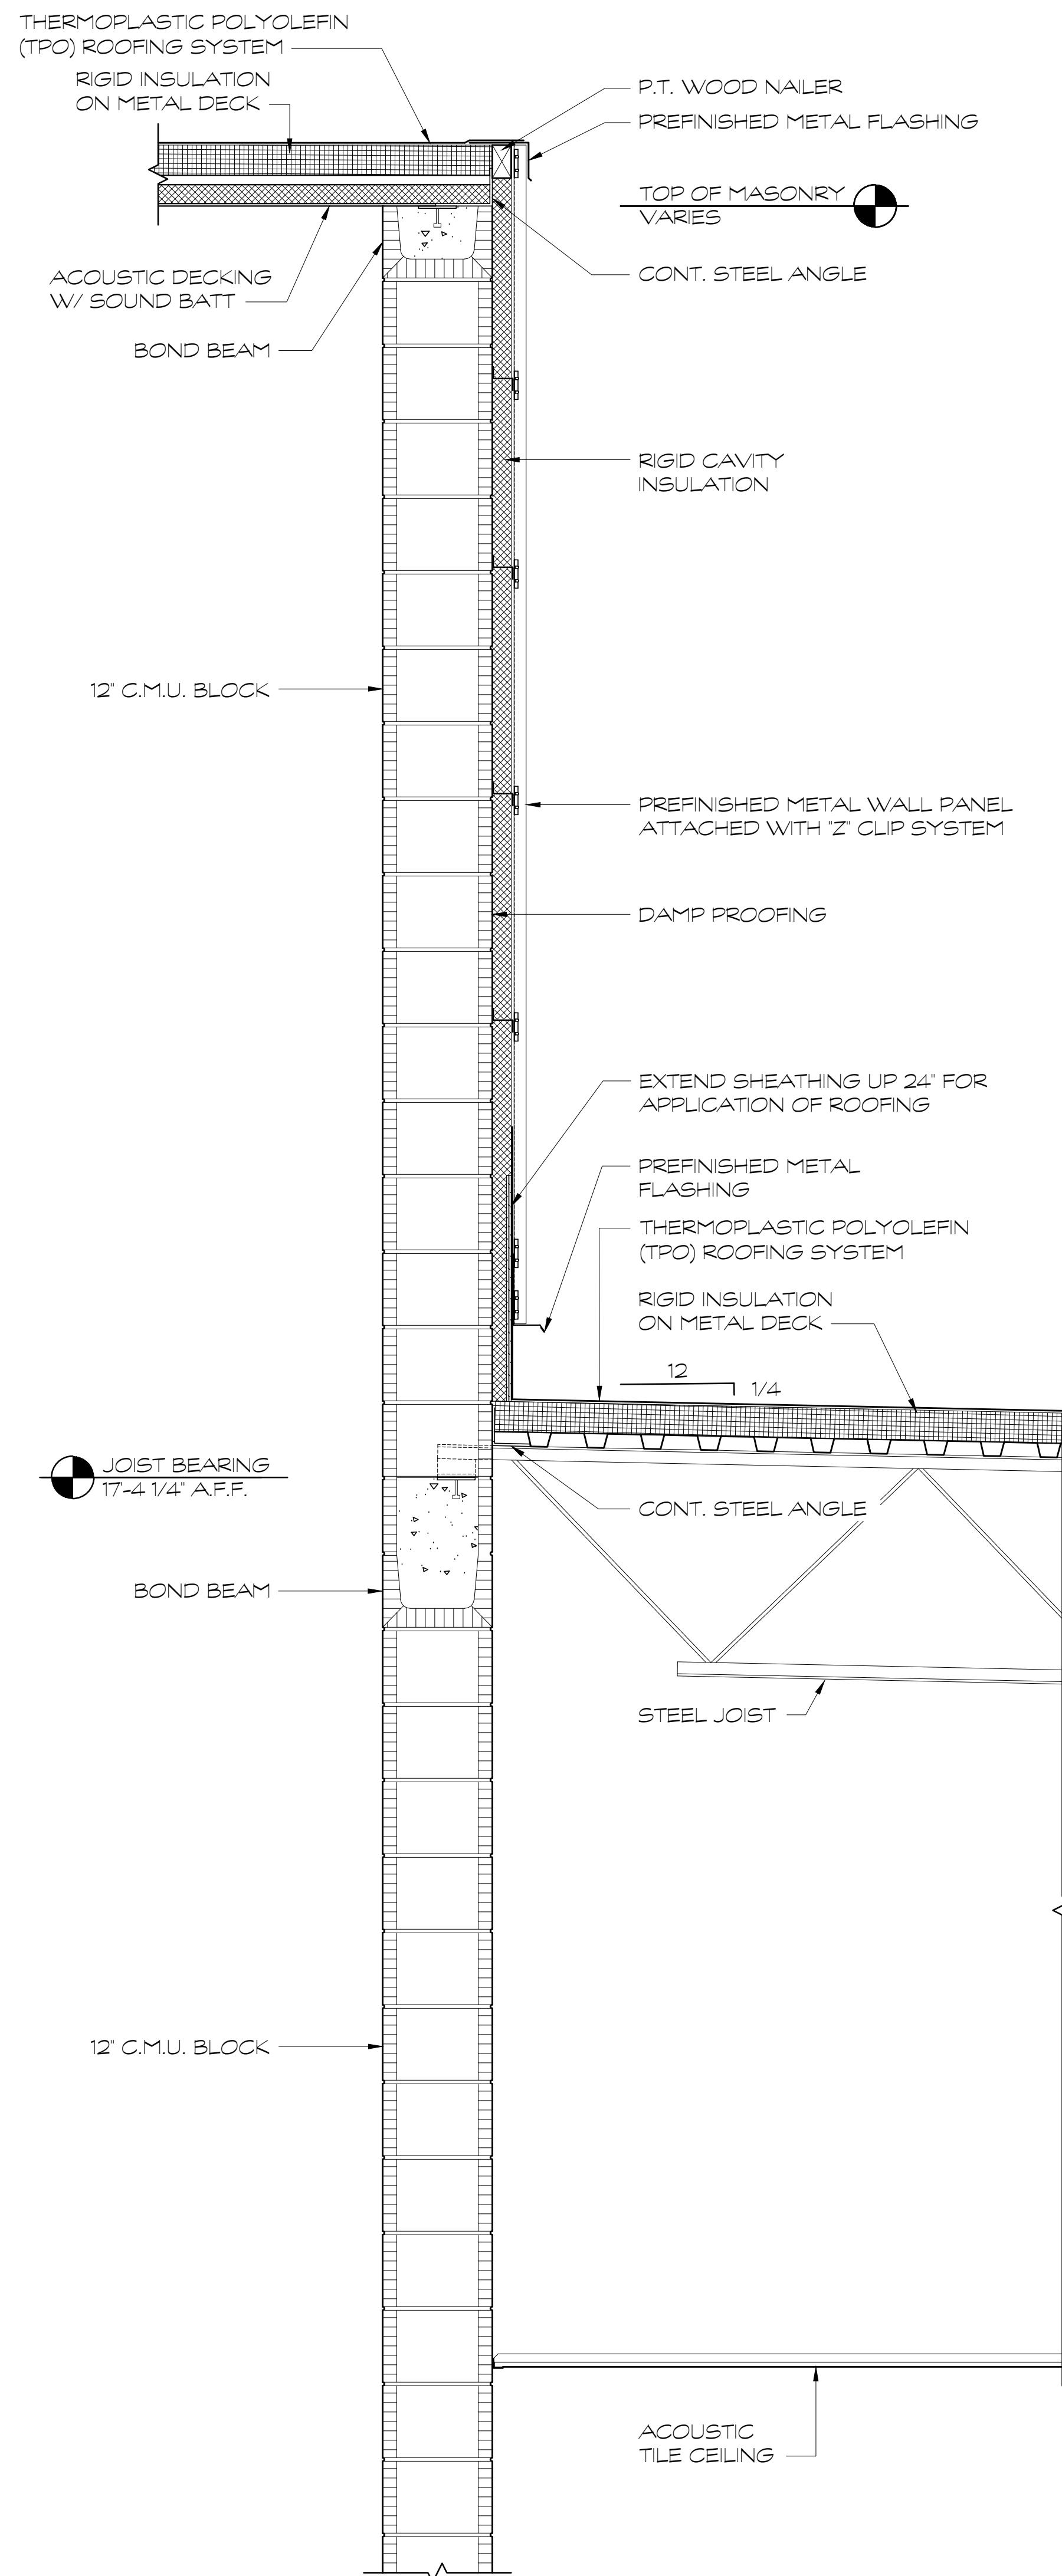 THERMOPLASTIC POLYOLEFIN
(TPO) ROOFING SYSTEM
RIGID INSULATION
ON METAL DECK
P.T. WOOD NAILER
PREFINISHED METAL FLASHING
TOP OF MASONRY
VARIES
CONT. STEEL ANGLE
ACOUSTIC DECKING
W/ SOUND BATT
BOND BEAM
RIGID CAVITY
INSULATION
12" C.M.U. BLOCK
PREFINISHED METAL WALL PANEL
ATTACHED WITH "Z" CLIP SYSTEM
DAMP PROOFING
EXTEND SHEATHING UP 24" FOR
APPLICATION OF ROOFING
PREFINISHED METAL
FLASHING
THERMOPLASTIC POLYOLEFIN
(TPO) ROOFING SYSTEM
RIGID INSULATION
ON METAL DECK
12
1/4
JOIST BEARING
17'-4 1/4" A.F.F.
CONT. STEEL ANGLE
BOND BEAM
STEEL JOIST
12" C.M.U. BLOCK
ACOUSTIC
TILE CEILING